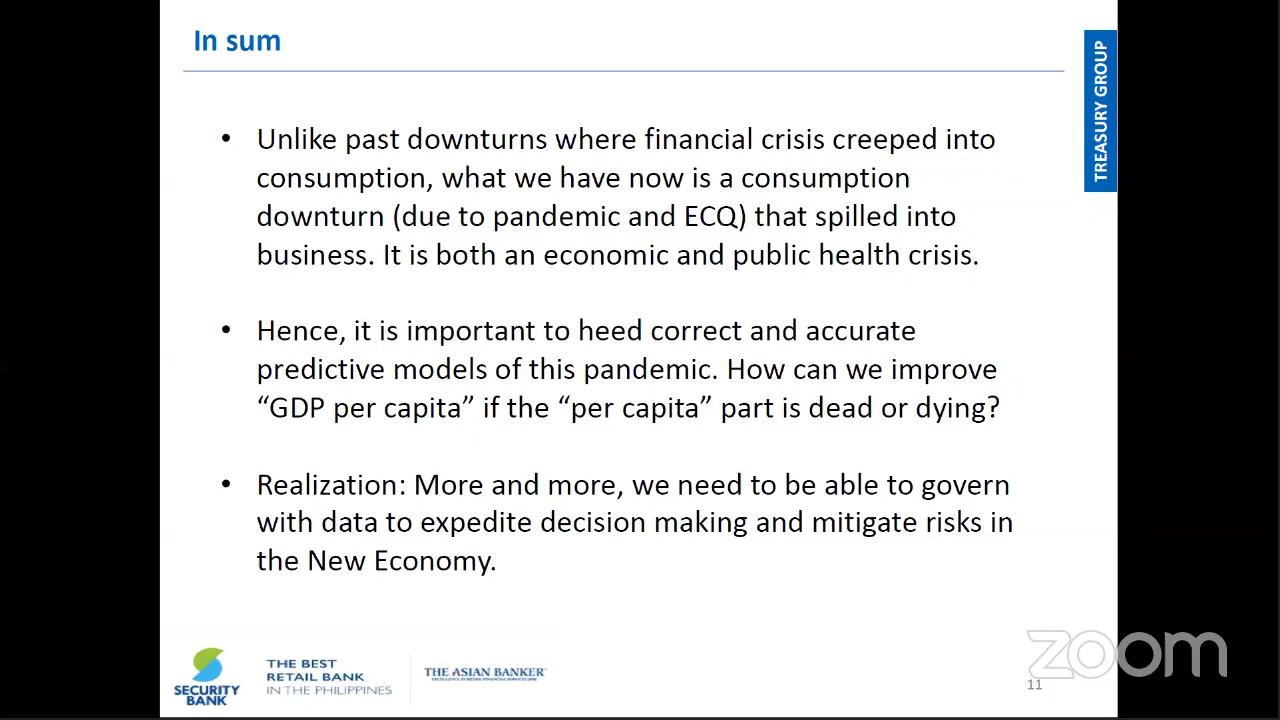 In sum
TREASURY GROUP
• Unlike past downturns where financial crisis creeped into
consumption, what we have now is a consumption
downturn (due to pandemic and ECQ) that spilled into
business. It is both an economic and public health crisis.
• Hence, it is important to heed correct and accurate
predictive models of this pandemic. How can we improve
“GDP per capita” if the “per capita” part is dead or dying?
• Realization: More and more, we need to be able to govern
with data to expedite decision making and mitigate risks in
the New Economy.
SECURITY
BANK
THE BEST
RETAIL BANK
IN THE PHILIPPINES
THE ASIAN BANKER
zoom
11